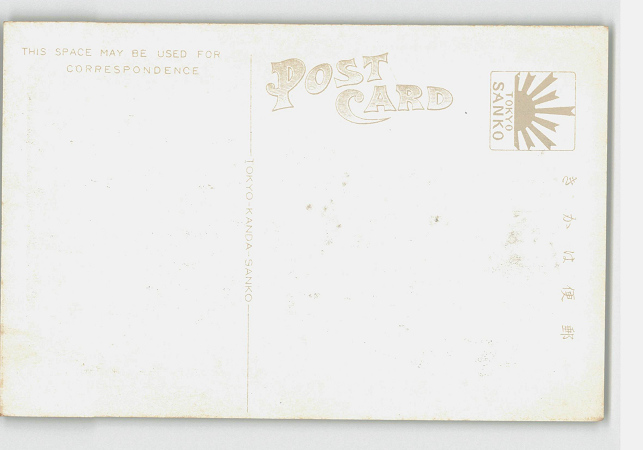 THIS SPACE MAY BE USED FOR
CORRESPONDENCE
POST
CARD
TOKYO
SANKO
TOKYO-KANDA-SANKO
きかは便郵